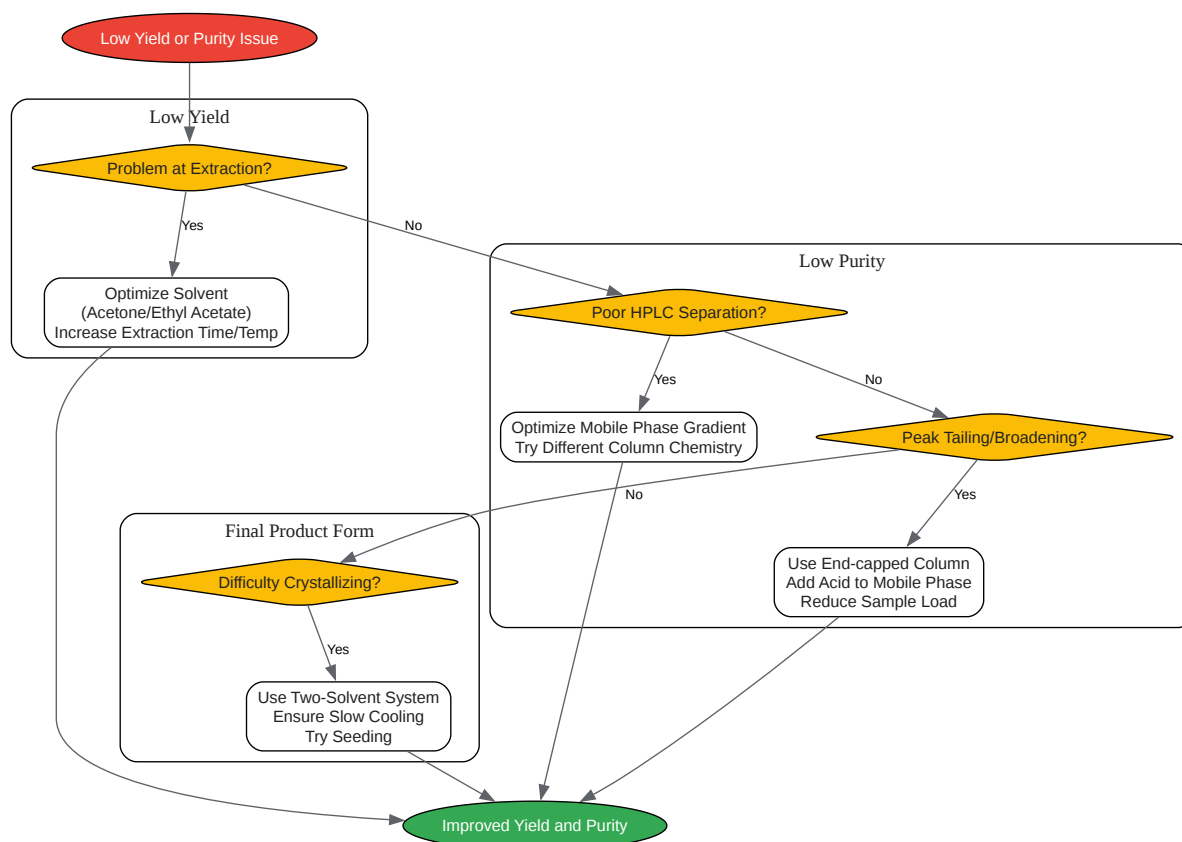 Low Yield or Purity Issue
Low Yield
Problem at Extraction?
Yes
No
Optimize Solvent
(Acetone/Ethyl Acetate)
Increase Extraction Time/Temp
Low Purity
Poor HPLC Separation?
Yes
No
Optimize Mobile Phase Gradient
Try Different Column Chemistry
Peak Tailing/Broadening?
No
Yes
Use End-capped Column
Add Acid to Mobile Phase
Reduce Sample Load
Final Product Form
Difficulty Crystallizing?
Yes
Use Two-Solvent System
Ensure Slow Cooling
Try Seeding
Improved Yield and Purity